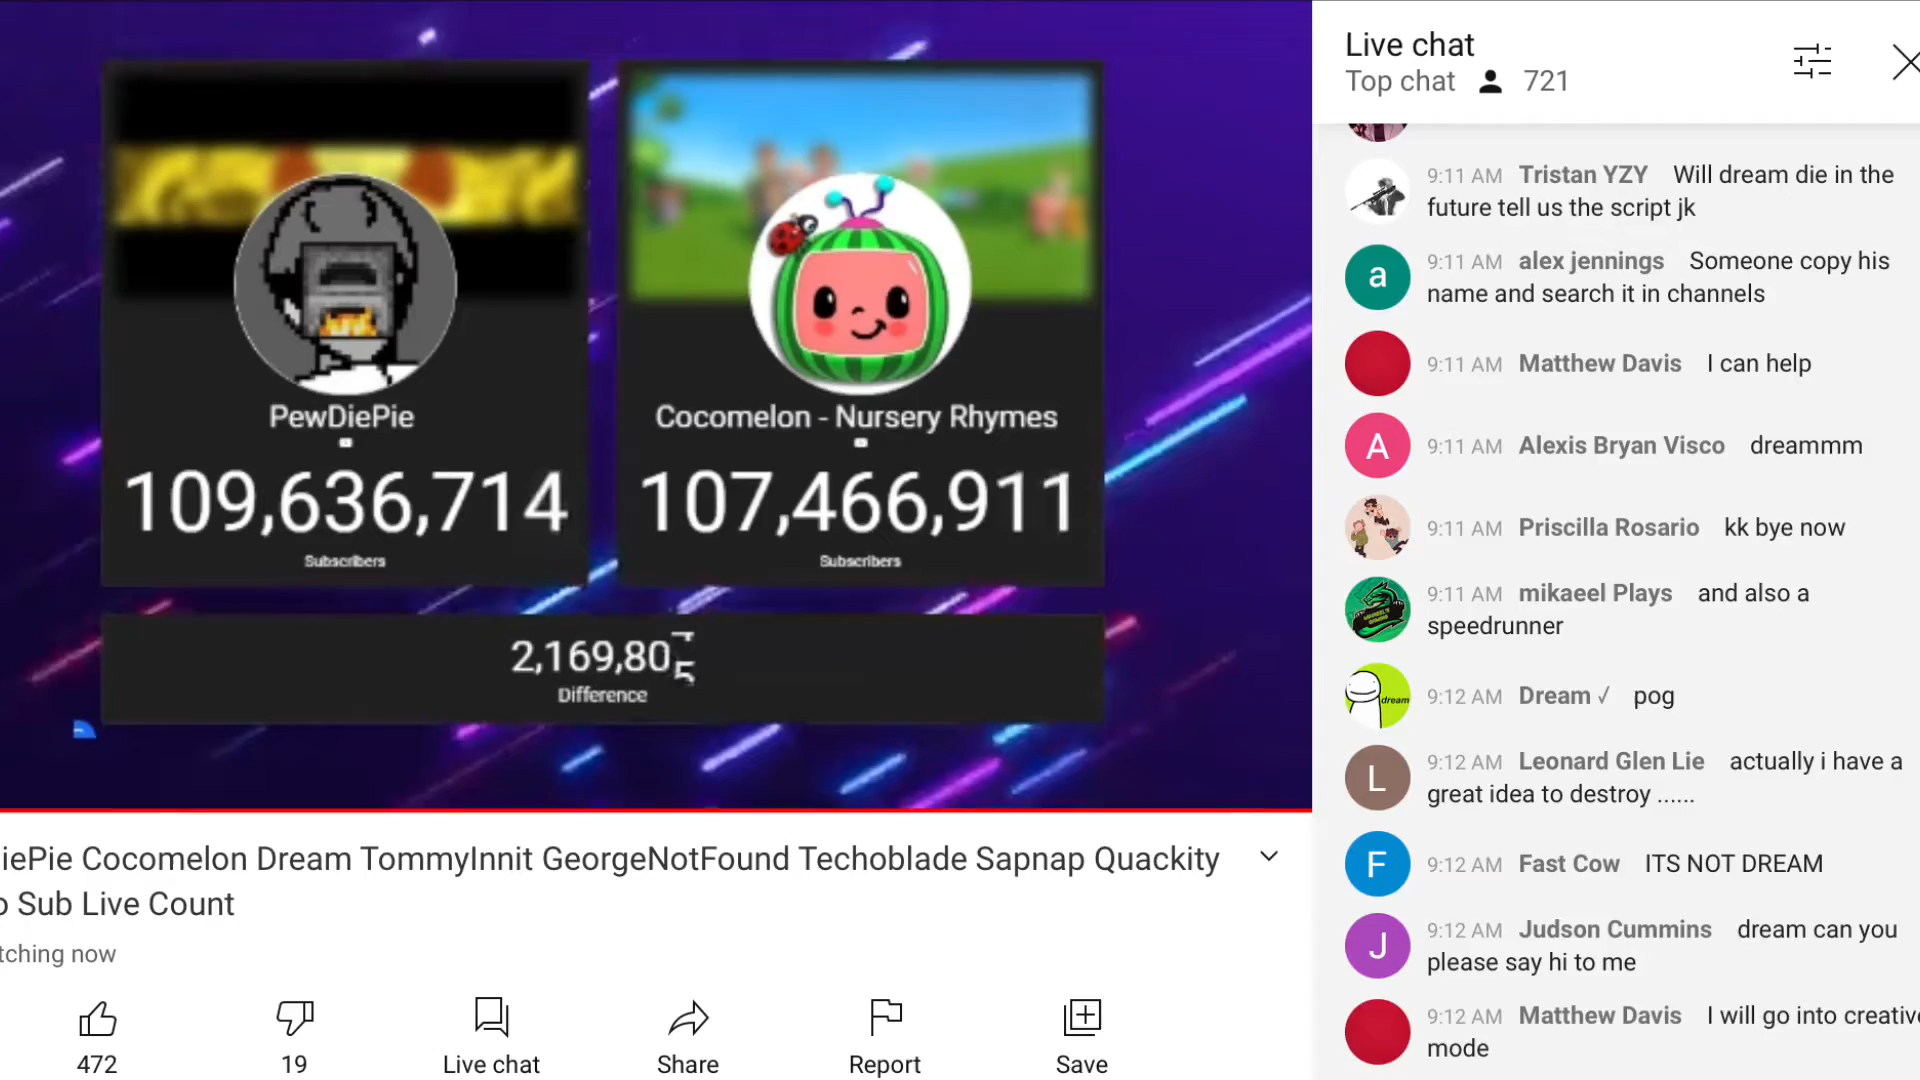 PewDiePie
109,636,714
Subscribers
Cocomelon - Nursery Rhymes
107,466,911
Subscribers
2,169,80
Difference
iePie Cocomelon Dream TommyInnit GeorgeNotFound Techoblade Sapnap Quackity
o Sub Live Count
tching now
472
19
Live chat
Share
Report
Save
Live chat
Top chat 721
9:11 AM Tristan YZY Will dream die in the
future tell us the script jk
a
9:11 AM alex jennings Someone copy his
name and search it in channels
9:11 AM Matthew Davis I can help
A
9:11 AM Alexis Bryan Visco dreammm
9:11 AM Priscilla Rosario kk bye now
9:11 AM mikaeel Plays and also a
speedrunner
dream
9:12 AM Dream √ pog
L
9:12 AM Leonard Glen Lie actually i have a
great idea to destroy ......
F
9:12 AM Fast Cow ITS NOT DREAM
J
9:12 AM Judson Cummins dream can you
please say hi to me
9:12 AM Matthew Davis I will go into creative
mode